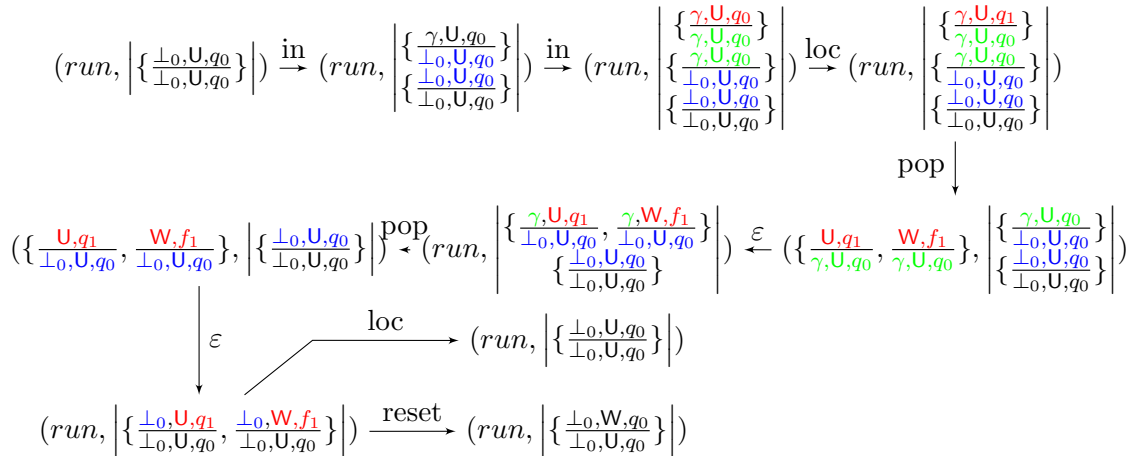 (run, |{⊥₀,U,q₀ / ⊥₀,U,q₀}|) in (run, |{γ,U,q₀ / ⊥₀,U,q₀} {⊥₀,U,q₀ / ⊥₀,U,q₀}|) in (run, |{γ,U,q₀ / γ,U,q₀} {γ,U,q₀ / ⊥₀,U,q₀} {⊥₀,U,q₀ / ⊥₀,U,q₀}|) loc (run, |{γ,U,q₁ / γ,U,q₀} {γ,U,q₀ / ⊥₀,U,q₀} {⊥₀,U,q₀ / ⊥₀,U,q₀}|)
pop
({U,q₁ / ⊥₀,U,q₀, W,f₁ / ⊥₀,U,q₀}, |{⊥₀,U,q₀ / ⊥₀,U,q₀}|) pop (run, |{γ,U,q₁ / ⊥₀,U,q₀, γ,W,f₁ / ⊥₀,U,q₀} {⊥₀,U,q₀ / ⊥₀,U,q₀}|) ε ({U,q₁ / γ,U,q₀, W,f₁ / γ,U,q₀}, |{γ,U,q₀ / ⊥₀,U,q₀} {⊥₀,U,q₀ / ⊥₀,U,q₀}|)
ε loc (run, |{⊥₀,U,q₀ / ⊥₀,U,q₀}|)
(run, |{⊥₀,U,q₁ / ⊥₀,U,q₀, ⊥₀,W,f₁ / ⊥₀,U,q₀}|) reset (run, |{⊥₀,W,q₀ / ⊥₀,U,q₀}|)